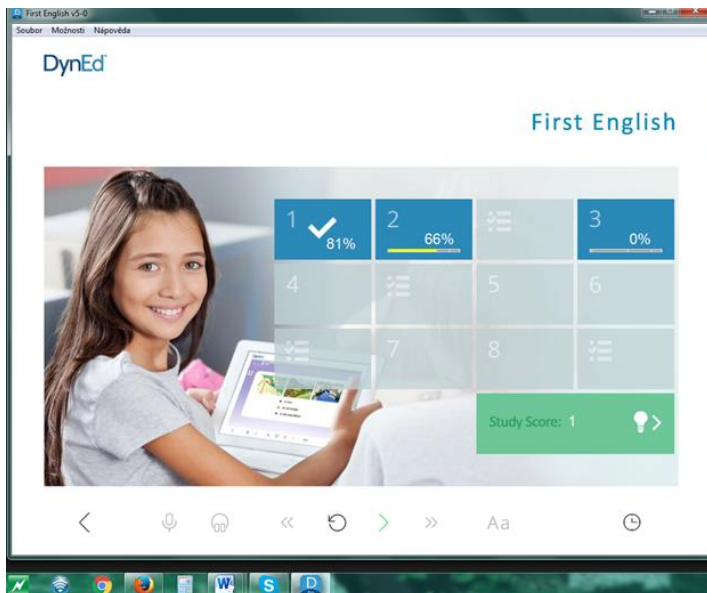 First English v5-0
Soubor Možnosti Nápověda
DynEd
First English
1 81%
2 66%
3 0%
4
5
6
7
8
Study Score: 1
Aa